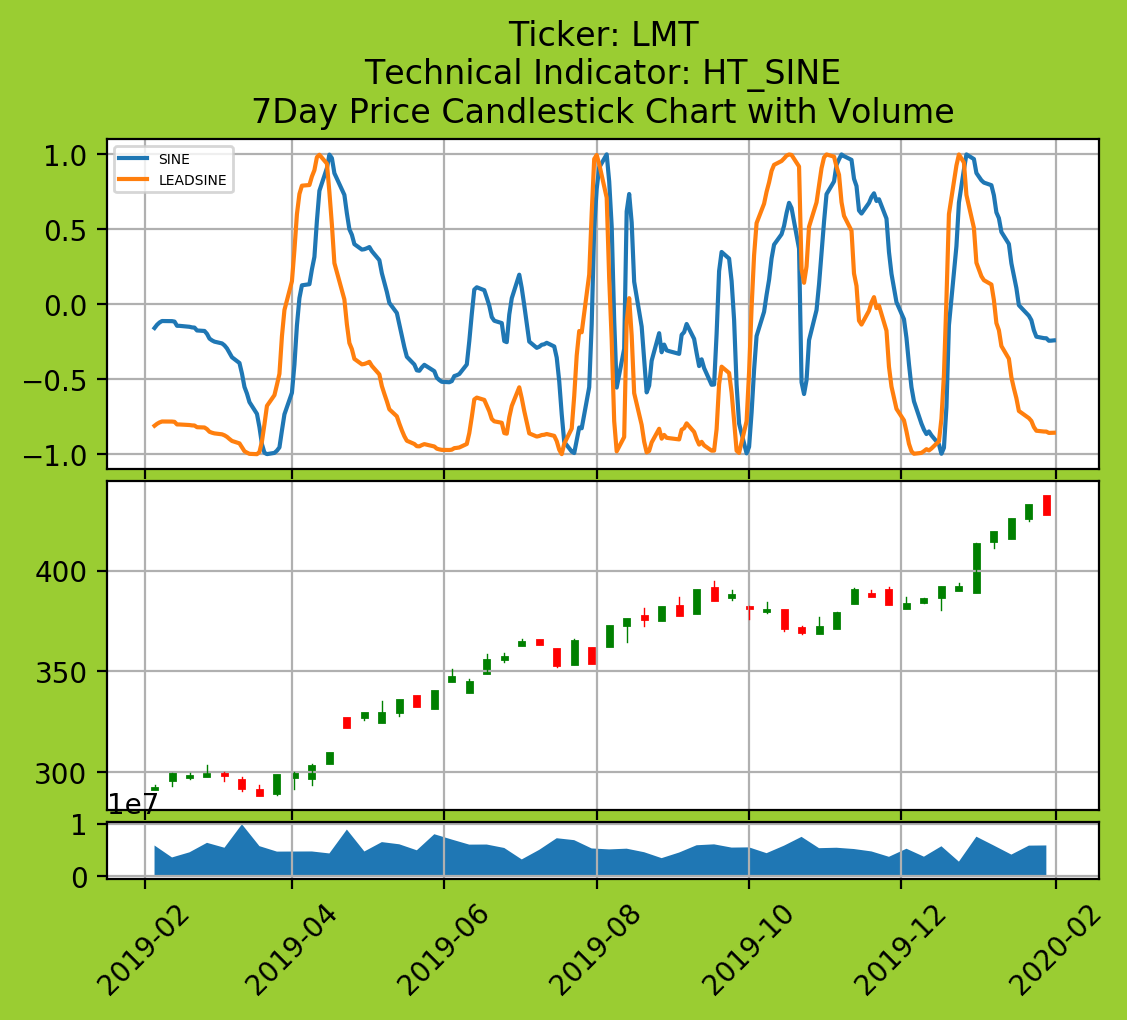 Ticker: LMT
Technical Indicator: HT_SINE
7Day Price Candlestick Chart with Volume
SINE
LEADSINE
1.0
0.5
0.0
−0.5
−1.0
400
350
300
1e7
1
0
2019-02
2019-04
2019-06
2019-08
2019-10
2019-12
2020-02